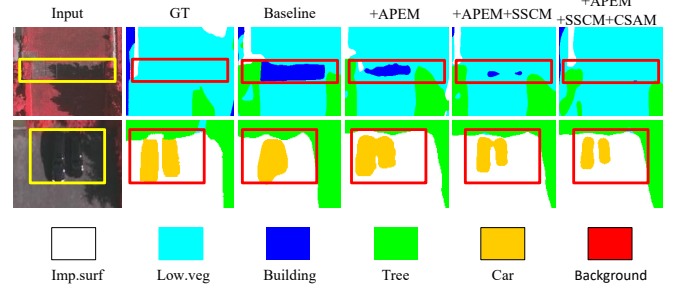 Input GT Baseline +APEM +APEM+SSCM +APEM
+SSCM+CSAM
Imp.surf Low.veg Building Tree Car Background